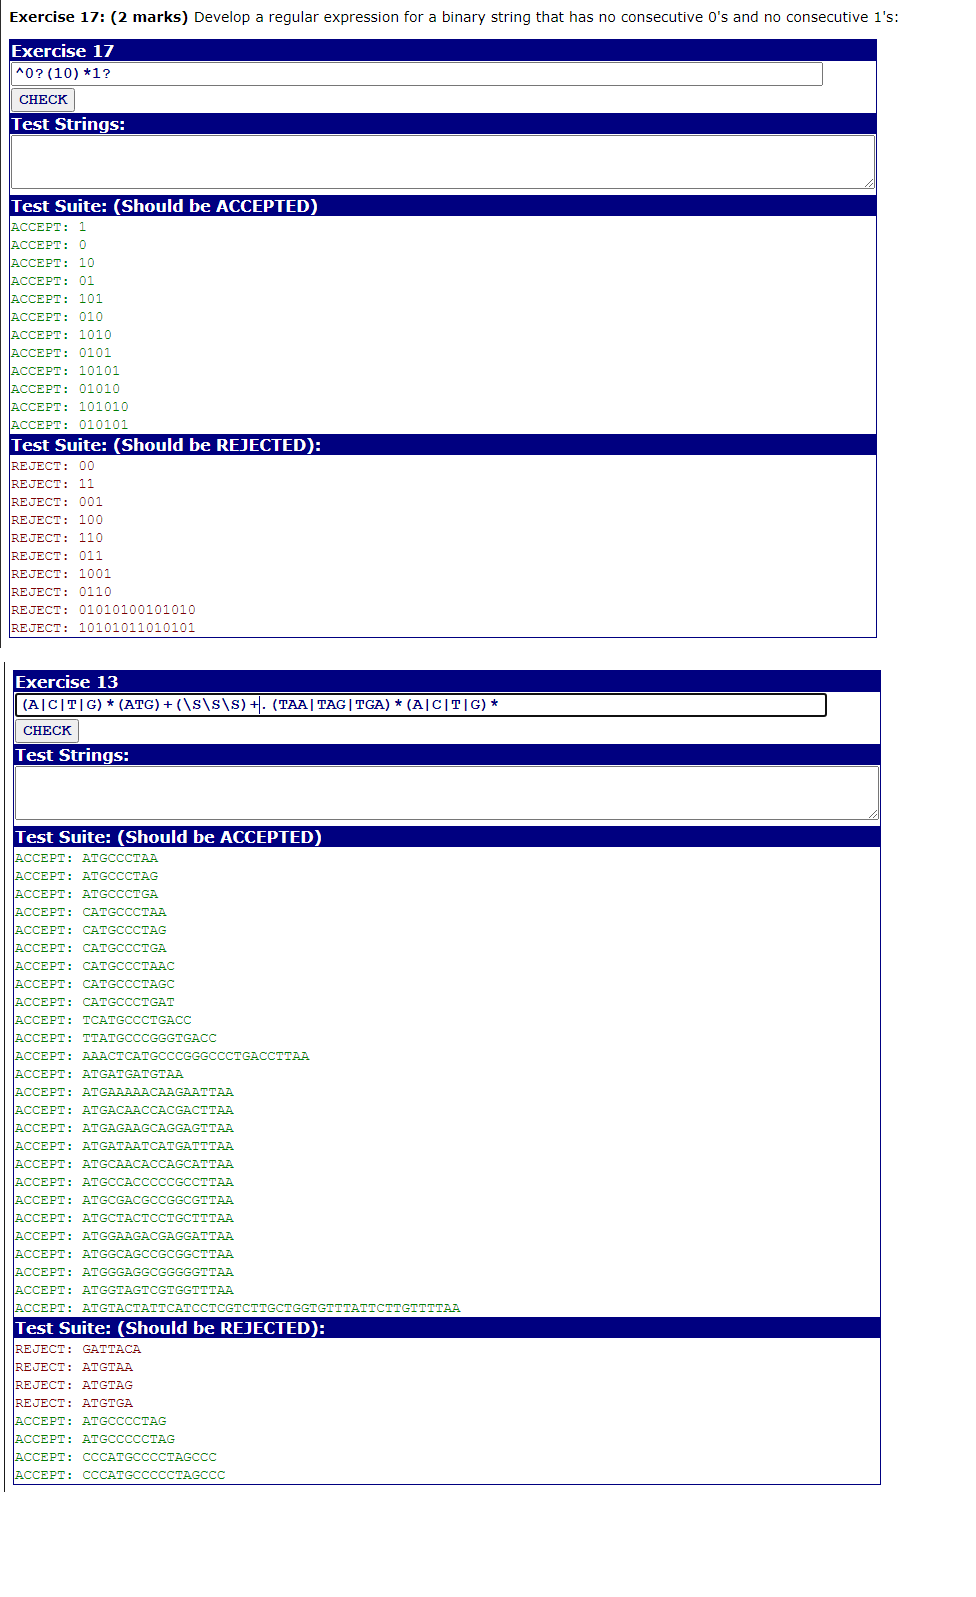 Exercise 17: (2 marks) Develop a regular expression for a binary string that has no consecutive 0's and no consecutive 1's:
Exercise 17
^0?(10)*1?
CHECK
Test Strings:
Test Suite: (Should be ACCEPTED)
ACCEPT: 1
ACCEPT: 0
ACCEPT: 10
ACCEPT: 01
ACCEPT: 101
ACCEPT: 010
ACCEPT: 1010
ACCEPT: 0101
ACCEPT: 10101
ACCEPT: 01010
ACCEPT: 101010
ACCEPT: 010101
Test Suite: (Should be REJECTED):
REJECT: 00
REJECT: 11
REJECT: 001
REJECT: 100
REJECT: 110
REJECT: 011
REJECT: 1001
REJECT: 0110
REJECT: 01010100101010
REJECT: 10101011010101
Exercise 13
(A|C|T|G)*(ATG)+(\S\S\S)+.(TAA|TAG|TGA)*(A|C|T|G)*
CHECK
Test Strings:
Test Suite: (Should be ACCEPTED)
ACCEPT: ATGCCCTAA
ACCEPT: ATGCCCTAG
ACCEPT: ATGCCCTGA
ACCEPT: CATGCCCTAA
ACCEPT: CATGCCCTAG
ACCEPT: CATGCCCTGA
ACCEPT: CATGCCCTAAC
ACCEPT: CATGCCCTAGC
ACCEPT: CATGCCCTGAT
ACCEPT: TCATGCCCTGACC
ACCEPT: TTATGCCCGGGTGACC
ACCEPT: AAACTCATGCCCGGGCCCTGACCTTAA
ACCEPT: ATGATGATGTAA
ACCEPT: ATGAAAAACAAGAATTAA
ACCEPT: ATGACAACCACGACTTAA
ACCEPT: ATGAGAAGCAGGAGTTAA
ACCEPT: ATGATAATCATGATTTAA
ACCEPT: ATGCAACACCAGCATTAA
ACCEPT: ATGCCACCCCCGCCTTAA
ACCEPT: ATGCGACGCCGGCGTTAA
ACCEPT: ATGCTACTCCTGCTTTAA
ACCEPT: ATGGAAGACGAGGATTAA
ACCEPT: ATGGCAGCCGCGGCTTAA
ACCEPT: ATGGGAGGCGGGGGTTAA
ACCEPT: ATGGTAGTCGTGGTTTAA
ACCEPT: ATGTACTATTCATCCTCGTCTTGCTGGTGTTTATTCTTGTTTTAA
Test Suite: (Should be REJECTED):
REJECT: GATTACA
REJECT: ATGTAA
REJECT: ATGTAG
REJECT: ATGTGA
ACCEPT: ATGCCCCTAG
ACCEPT: ATGCCCCCTAG
ACCEPT: CCCATGCCCCTAGCCC
ACCEPT: CCCATGCCCCCTAGCCC